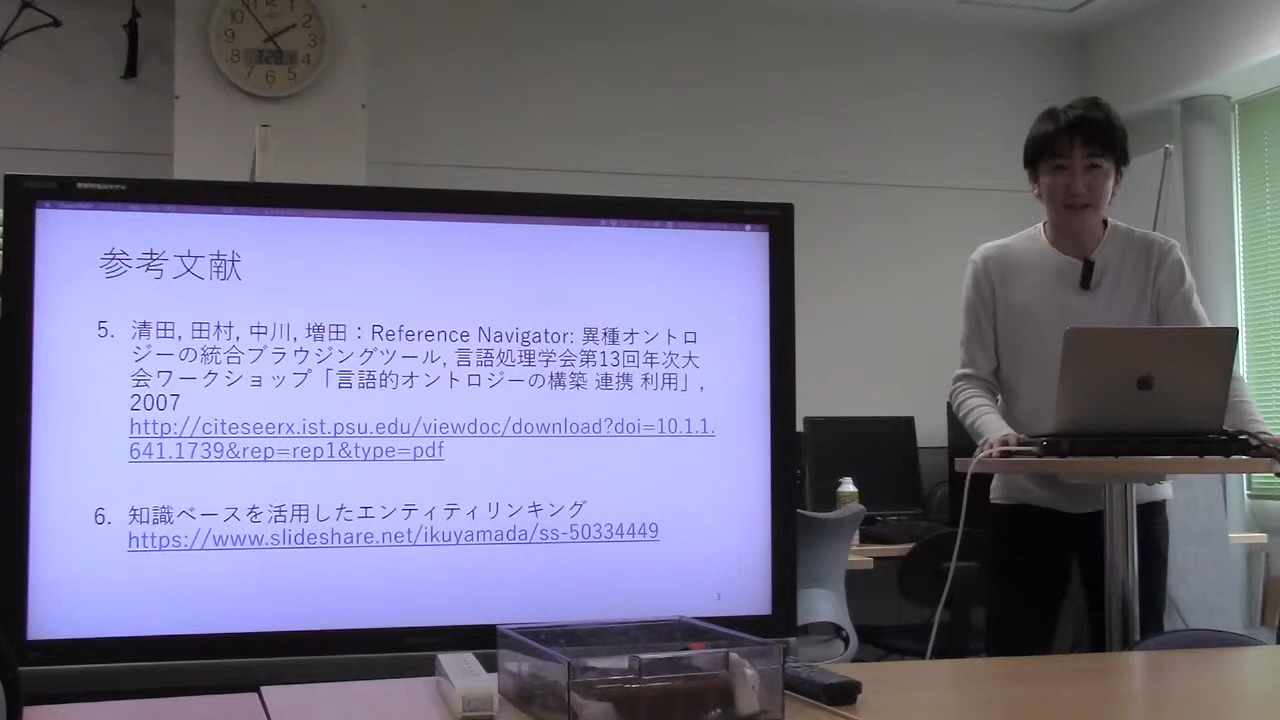 参考文献
5. 清田, 田村, 中川, 増田：Reference Navigator: 異種オントロ
ジーの統合ブラウジングツール, 言語処理学会第13回年次大
会ワークショップ「言語的オントロジーの構築 連携 利用」,
2007
http://citeseerx.ist.psu.edu/viewdoc/download?doi=10.1.1.
641.1739&rep=rep1&type=pdf
6. 知識ベースを活用したエンティティリンキング
https://www.slideshare.net/ikuyamada/ss-50334449
3